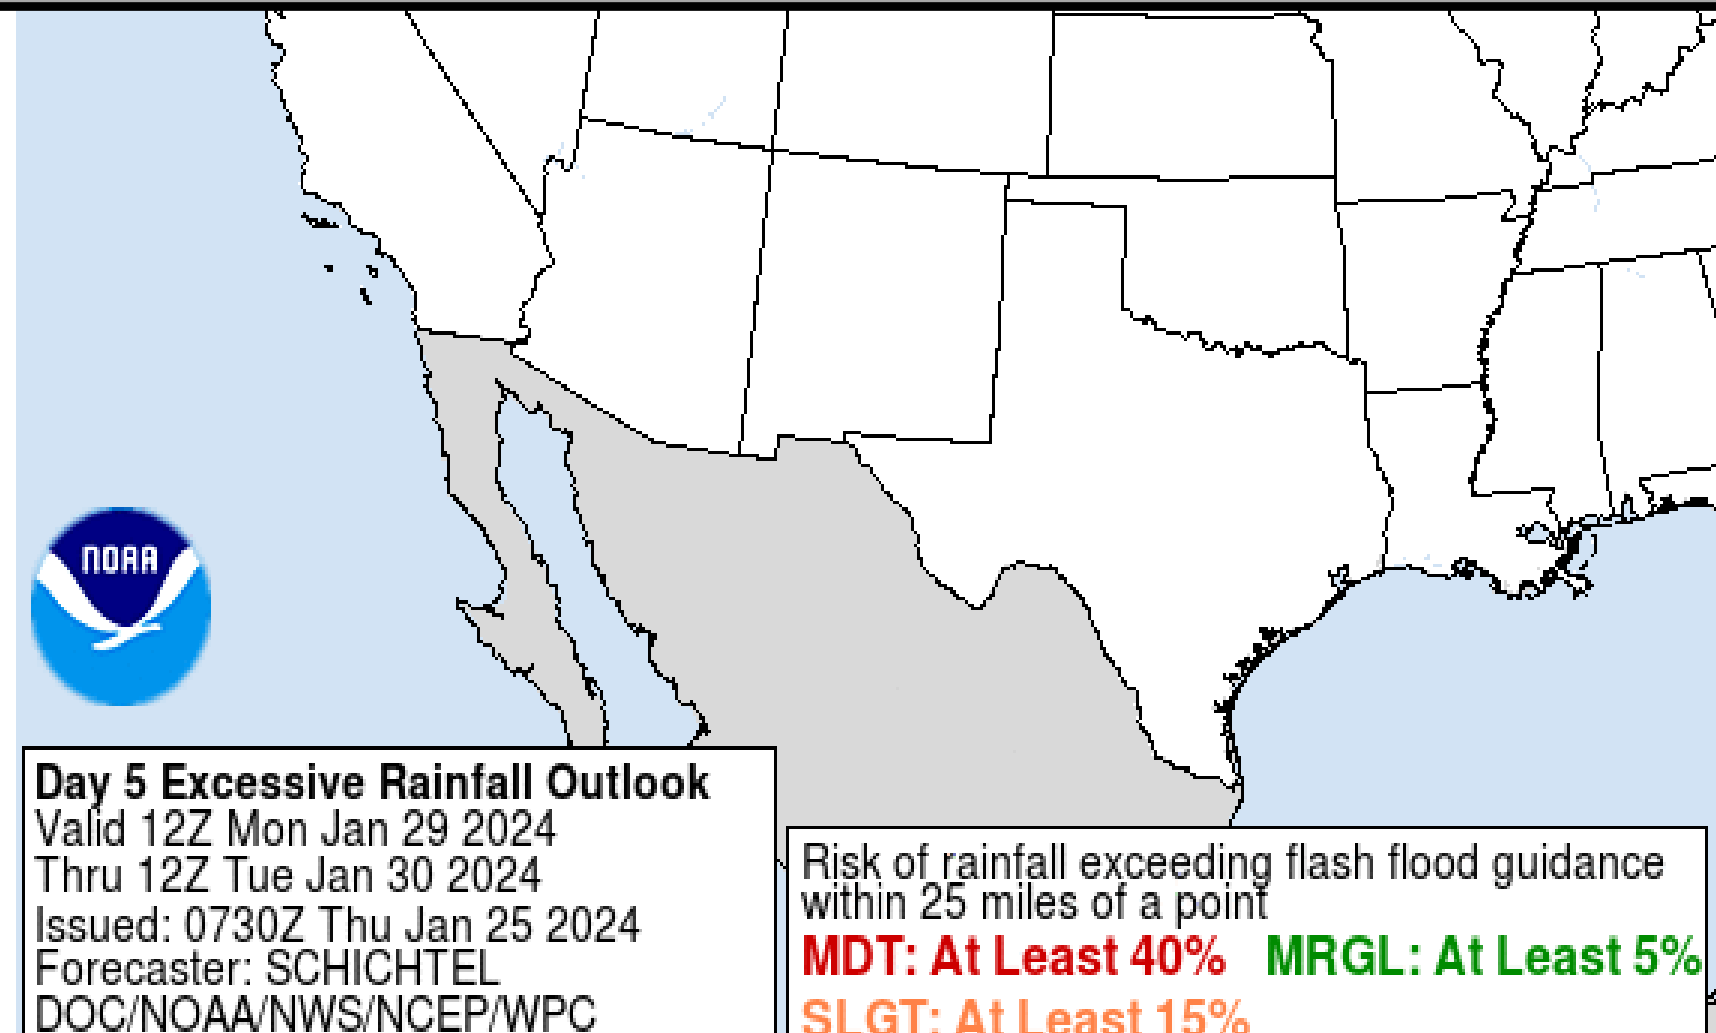 NOAA
Day 5 Excessive Rainfall Outlook
Valid 12Z Mon Jan 29 2024
Thru 12Z Tue Jan 30 2024
Issued: 0730Z Thu Jan 25 2024
Forecaster: SCHICHTEL
DOC/NOAA/NWS/NCEP/WPC
Risk of rainfall exceeding flash flood guidance
within 25 miles of a point
MDT: At Least 40% MRGL: At Least 5%
SLGT: At Least 15%